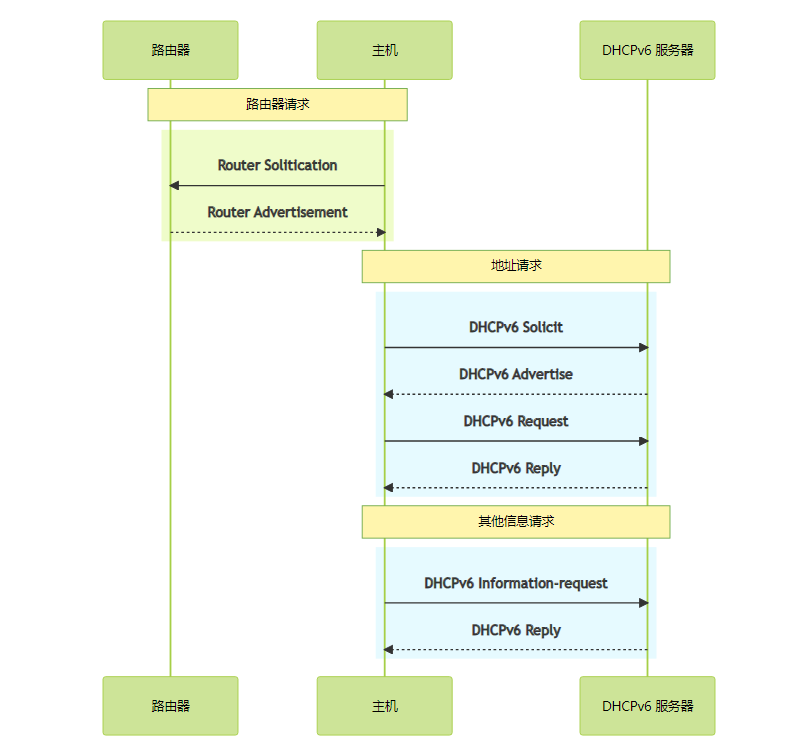 路由器
主机
DHCPv6 服务器
路由器请求
Router Solitication
Router Advertisement
地址请求
DHCPv6 Solicit
DHCPv6 Advertise
DHCPv6 Request
DHCPv6 Reply
其他信息请求
DHCPv6 Information-request
DHCPv6 Reply
路由器
主机
DHCPv6 服务器